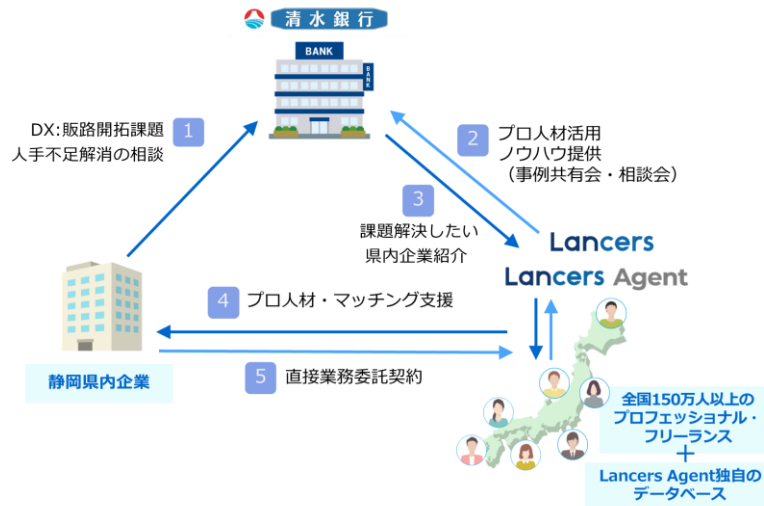 清水銀行
BANK
BANK
DX:販路開拓課題
人手不足解消の相談
1
2
プロ人材活用
ノウハウ提供
（事例共有会・相談会）
3
課題解決したい
県内企業紹介
Lancers
Lancers Agent
4
プロ人材・マッチング支援
静岡県内企業
5
直接業務委託契約
全国150万人以上の
プロフェッショナル・
フリーランス
＋
Lancers Agent独自の
データベース